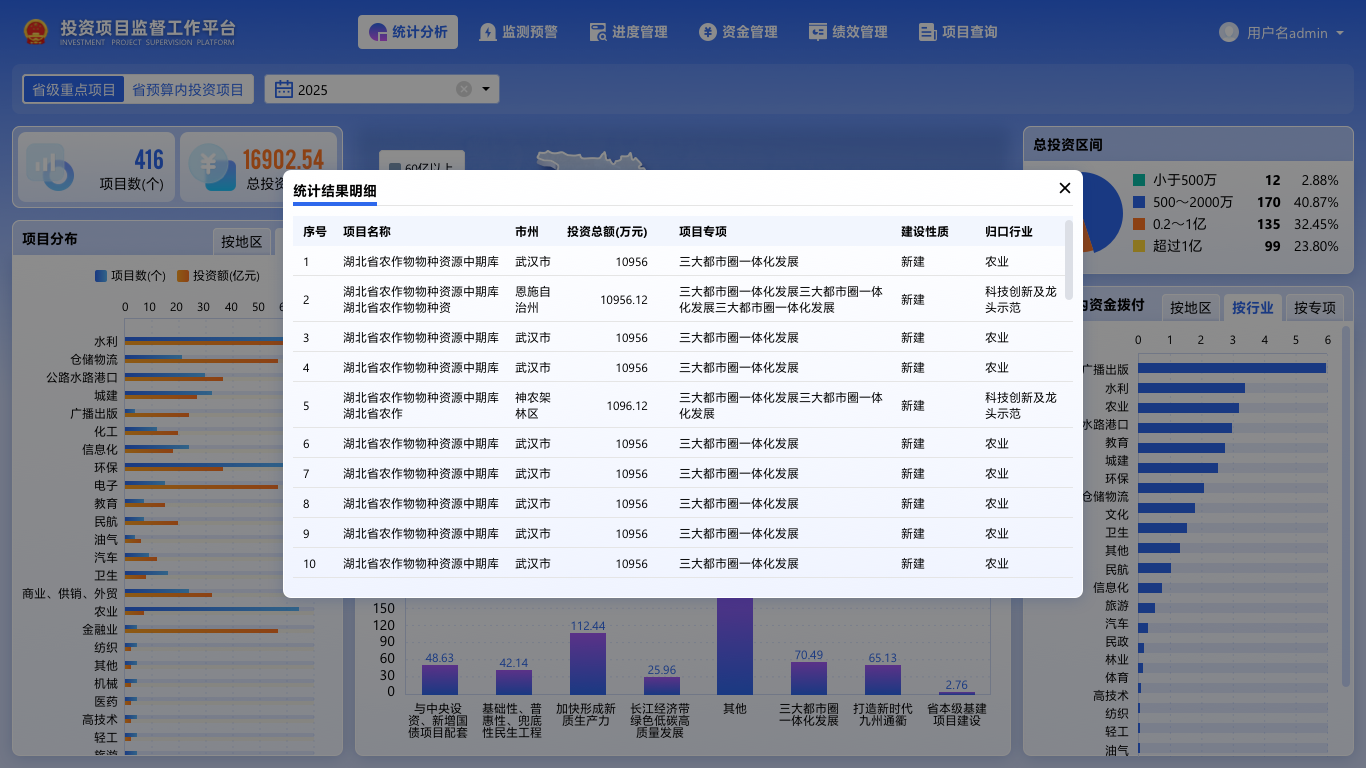 投资项目监督工作平台
INVESTMENT PROJECT SUPERVISION PLATFORM
统计分析
监测预警
进度管理
资金管理
绩效管理
项目查询
用户名admin
省级重点项目
省预算内投资项目
2025
416
项目数(个)
16902.54
总投资
60亿以上
总投资区间
小于500万 12 2.88%
500～2000万 170 40.87%
0.2～1亿 135 32.45%
超过1亿 99 23.80%
项目分布
按地区
项目数(个) 投资额(亿元)
0 10 20 30 40 50
水利
仓储物流
公路水路港口
城建
广播出版
化工
信息化
环保
电子
教育
民航
油气
汽车
卫生
商业、供销、外贸
农业
金融业
纺织
其他
机械
医药
高技术
轻工
旅游
统计结果明细
序号 项目名称 市州 投资总额(万元) 项目专项 建设性质 归口行业
1 湖北省农作物物种资源中期库 武汉市 10956 三大都市圈一体化发展 新建 农业
2 湖北省农作物物种资源中期库 恩施自 10956.12 三大都市圈一体化发展三大都市圈一体 新建 科技创新及龙
湖北省农作物物种资 治州 化发展三大都市圈一体化发展 头示范
3 湖北省农作物物种资源中期库 武汉市 10956 三大都市圈一体化发展 新建 农业
4 湖北省农作物物种资源中期库 武汉市 10956 三大都市圈一体化发展 新建 农业
5 湖北省农作物物种资源中期库 神农架 1096.12 三大都市圈一体化发展三大都市圈一体 新建 科技创新及龙
湖北省农作 林区 化发展 头示范
6 湖北省农作物物种资源中期库 武汉市 10956 三大都市圈一体化发展 新建 农业
7 湖北省农作物物种资源中期库 武汉市 10956 三大都市圈一体化发展 新建 农业
8 湖北省农作物物种资源中期库 武汉市 10956 三大都市圈一体化发展 新建 农业
9 湖北省农作物物种资源中期库 武汉市 10956 三大都市圈一体化发展 新建 农业
10 湖北省农作物物种资源中期库 武汉市 10956 三大都市圈一体化发展 新建 农业
150
120
90
60
30
0
48.63
42.14
112.44
25.96
70.49
65.13
2.76
与中央设
资、新增国
债项目配套
基础性、普
惠性、兜底
性民生工程
加快形成新
质生产力
长江经济带
绿色低碳高
质量发展
其他
三大都市圈
一体化发展
打造新时代
九州通衢
省本级基建
项目建设
资金拨付
按地区
按行业
按专项
0 1 2 3 4 5 6
广播出版
水利
农业
水路港口
教育
城建
环保
仓储物流
文化
卫生
其他
民航
信息化
旅游
汽车
民政
林业
体育
高技术
纺织
轻工
油气